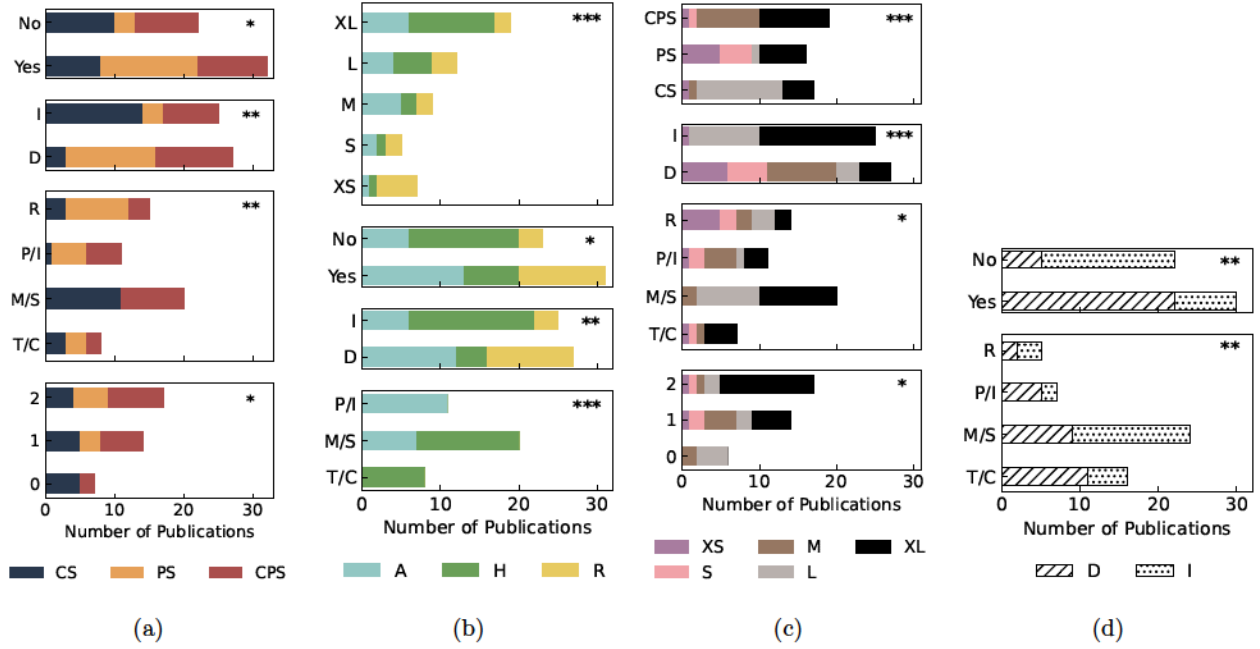 No
*
Yes
I
**
D
R
**
P/I
M/S
T/C
2
*
1
0
0 10 20 30
Number of Publications
CS PS CPS
(a)
XL
***
L
M
S
XS
No
*
Yes
I
**
D
P/I
***
M/S
T/C
0 10 20 30
Number of Publications
A H R
(b)
CPS
***
PS
CS
I
***
D
R
*
P/I
M/S
T/C
2
*
1
0
0 10 20 30
Number of Publications
XS M XL
S L
(c)
No
**
Yes
R
**
P/I
M/S
T/C
0 10 20 30
Number of Publications
D I
(d)